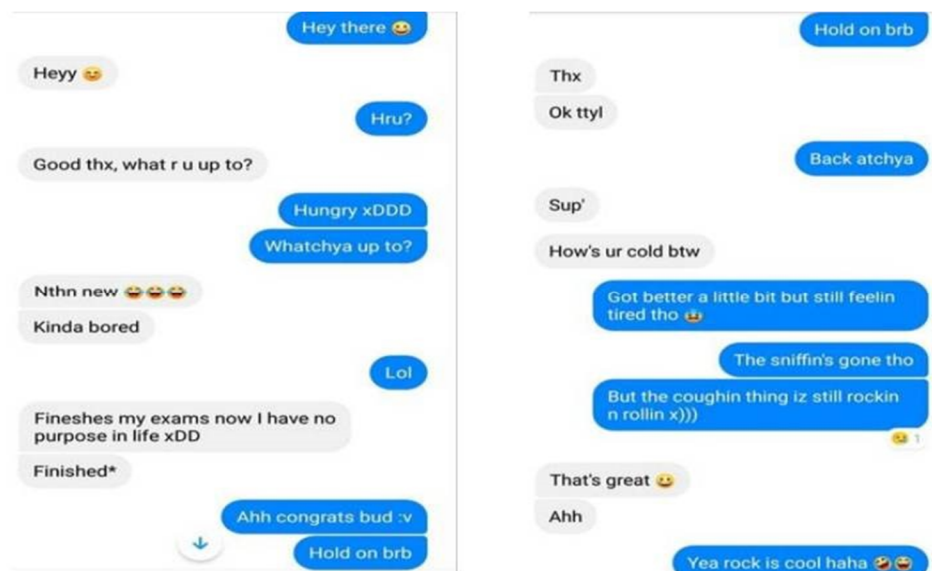 Hey there 😀
Heyy 😊
Hru?
Good thx, what r u up to?
Hungry xDDD
Whatchya up to?
Nthn new 😂😂😂
Kinda bored
Lol
Fineshes my exams now I have no
purpose in life xDD
Finished*
Ahh congrats bud :v
Hold on brb
Hold on brb
Thx
Ok ttyl
Back atchya
Sup'
How's ur cold btw
Got better a little bit but still feelin
tired tho 😰
The sniffin's gone tho
But the coughin thing iz still rockin
n rollin x)))
1
That's great 😀
Ahh
Yea rock is cool haha 🤣😂